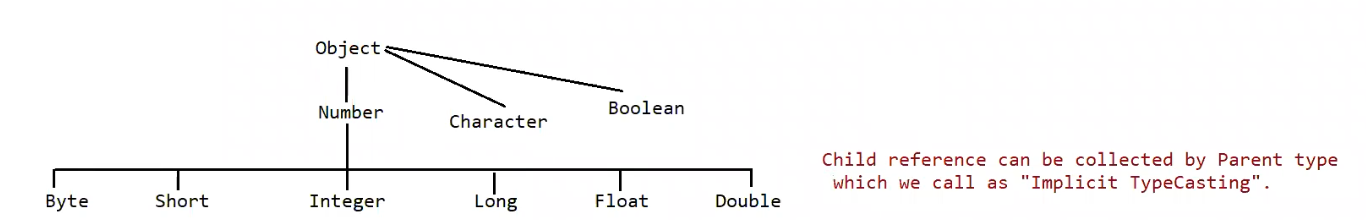 Object
Number
Character
Boolean
Byte
Short
Integer
Long
Float
Double
Child reference can be collected by Parent type
which we call as "Implicit TypeCasting".